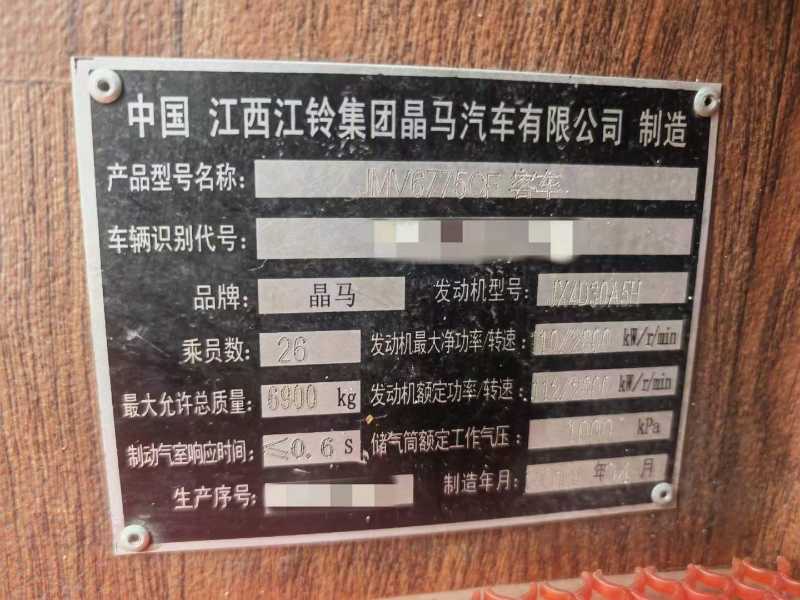 中国 江西江铃集团晶马汽车有限公司 制造
产品型号名称: JMV6775CF 客车
车辆识别代号:
品牌: 晶马 发动机型号: JX4D30A5H
乘员数: 26 发动机最大净功率/转速: kW/r/min
最大允许总质量: 6900 kg 发动机额定功率/转速: kW/r/min
制动气室响应时间: ≤0.6 s 储气筒额定工作气压: 1000 kPa
生产序号: 制造年月: 年 月